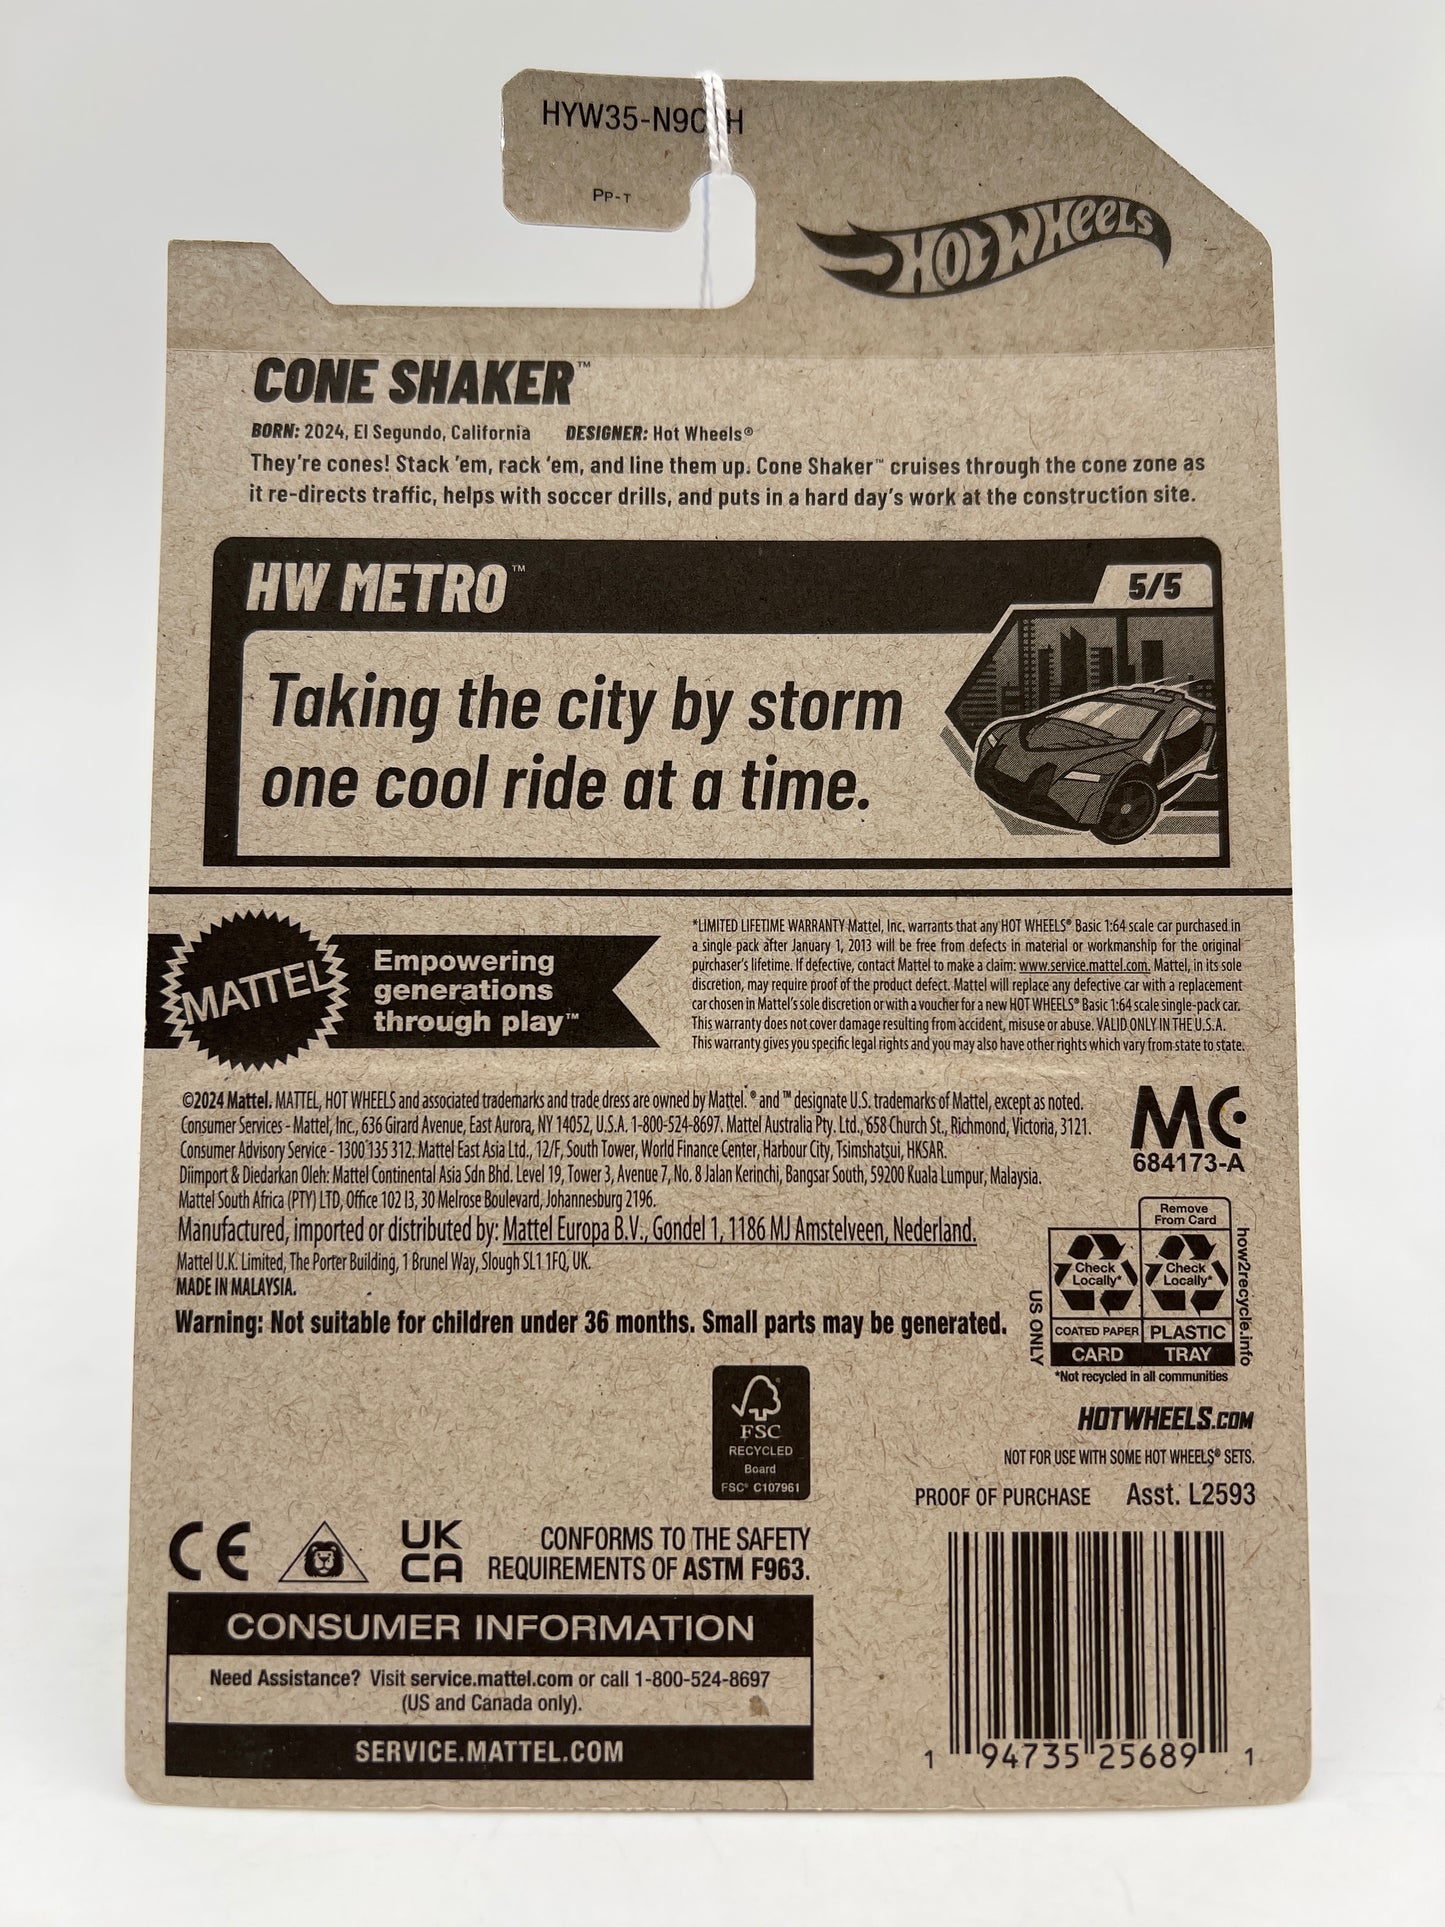 HYW35-N9C H
PP-T
HOT WHEELS
CONE SHAKER™
BORN: 2024, El Segundo, California DESIGNER: Hot Wheels®
They're cones! Stack 'em, rack 'em, and line them up. Cone Shaker™ cruises through the cone zone as
it re-directs traffic, helps with soccer drills, and puts in a hard day's work at the construction site.
HW METRO™
5/5
Taking the city by storm
one cool ride at a time.
MATTEL
Empowering
generations
through play™
*LIMITED LIFETIME WARRANTY Mattel, Inc. warrants that any HOT WHEELS® Basic 1:64 scale car purchased in
a single pack after January 1, 2013 will be free from defects in material or workmanship for the original
purchaser's lifetime. If defective, contact Mattel to make a claim: www.service.mattel.com. Mattel, in its sole
discretion, may require proof of the product defect. Mattel will replace any defective car with a replacement
car chosen in Mattel's sole discretion or with a voucher for a new HOT WHEELS® Basic 1:64 scale single-pack car.
This warranty does not cover damage resulting from accident, misuse or abuse. VALID ONLY IN THE U.S.A.
This warranty gives you specific legal rights and you may also have other rights which vary from state to state.
©2024 Mattel. MATTEL, HOT WHEELS and associated trademarks and trade dress are owned by Mattel. ® and ™ designate U.S. trademarks of Mattel, except as noted.
Consumer Services - Mattel, Inc., 636 Girard Avenue, East Aurora, NY 14052, U.S.A. 1-800-524-8697. Mattel Australia Pty. Ltd., 658 Church St., Richmond, Victoria, 3121.
Consumer Advisory Service - 1300 135 312. Mattel East Asia Ltd., 12/F, South Tower, World Finance Center, Harbour City, Tsimshatsui, HKSAR.
Diimport & Diedarkan Oleh: Mattel Continental Asia Sdn Bhd. Level 19, Tower 3, Avenue 7, No. 8 Jalan Kerinchi, Bangsar South, 59200 Kuala Lumpur, Malaysia.
Mattel South Africa (PTY) LTD, Office 102 I3, 30 Melrose Boulevard, Johannesburg 2196.
Manufactured, imported or distributed by: Mattel Europa B.V., Gondel 1, 1186 MJ Amstelveen, Nederland.
Mattel U.K. Limited, The Porter Building, 1 Brunel Way, Slough SL1 1FQ, UK.
MADE IN MALAYSIA.
Warning: Not suitable for children under 36 months. Small parts may be generated.
MC
684173-A
Remove
From Card
Check
Locally*
Check
Locally*
COATED PAPER PLASTIC
CARD TRAY
US ONLY
how2recycle.info
*Not recycled in all communities
FSC
RECYCLED
Board
FSC® C107961
HOTWHEELS.COM
NOT FOR USE WITH SOME HOT WHEELS® SETS.
PROOF OF PURCHASE Asst. L2593
CE
UK
CA
CONFORMS TO THE SAFETY
REQUIREMENTS OF ASTM F963.
CONSUMER INFORMATION
Need Assistance? Visit service.mattel.com or call 1-800-524-8697
(US and Canada only).
SERVICE.MATTEL.COM
1 94735 25689 1